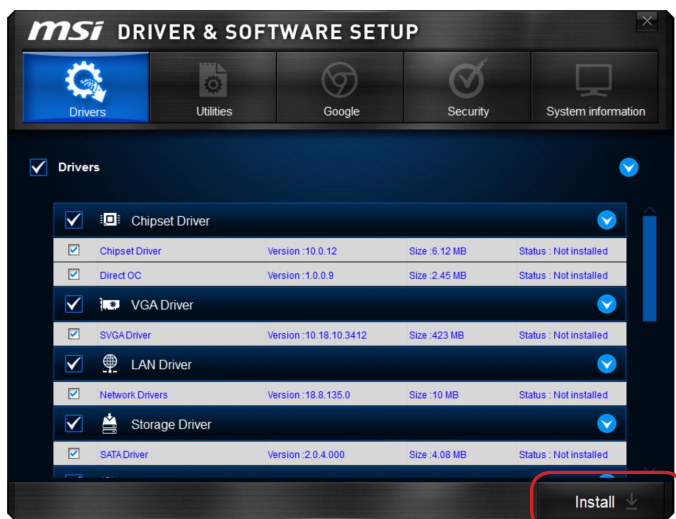 msi DRIVER & SOFTWARE SETUP
Drivers Utilities Google Security System information
Drivers
Chipset Driver
Chipset Driver Version :10.0.12 Size :6.12 MB Status : Not installed
Direct OC Version :1.0.0.9 Size :2.45 MB Status : Not installed
VGA Driver
SVGA Driver Version :10.18.10.3412 Size :423 MB Status : Not installed
LAN Driver
Network Drivers Version :18.8.135.0 Size :10 MB Status : Not installed
Storage Driver
SATA Driver Version :2.0.4.000 Size :4.08 MB Status : Not installed
Install